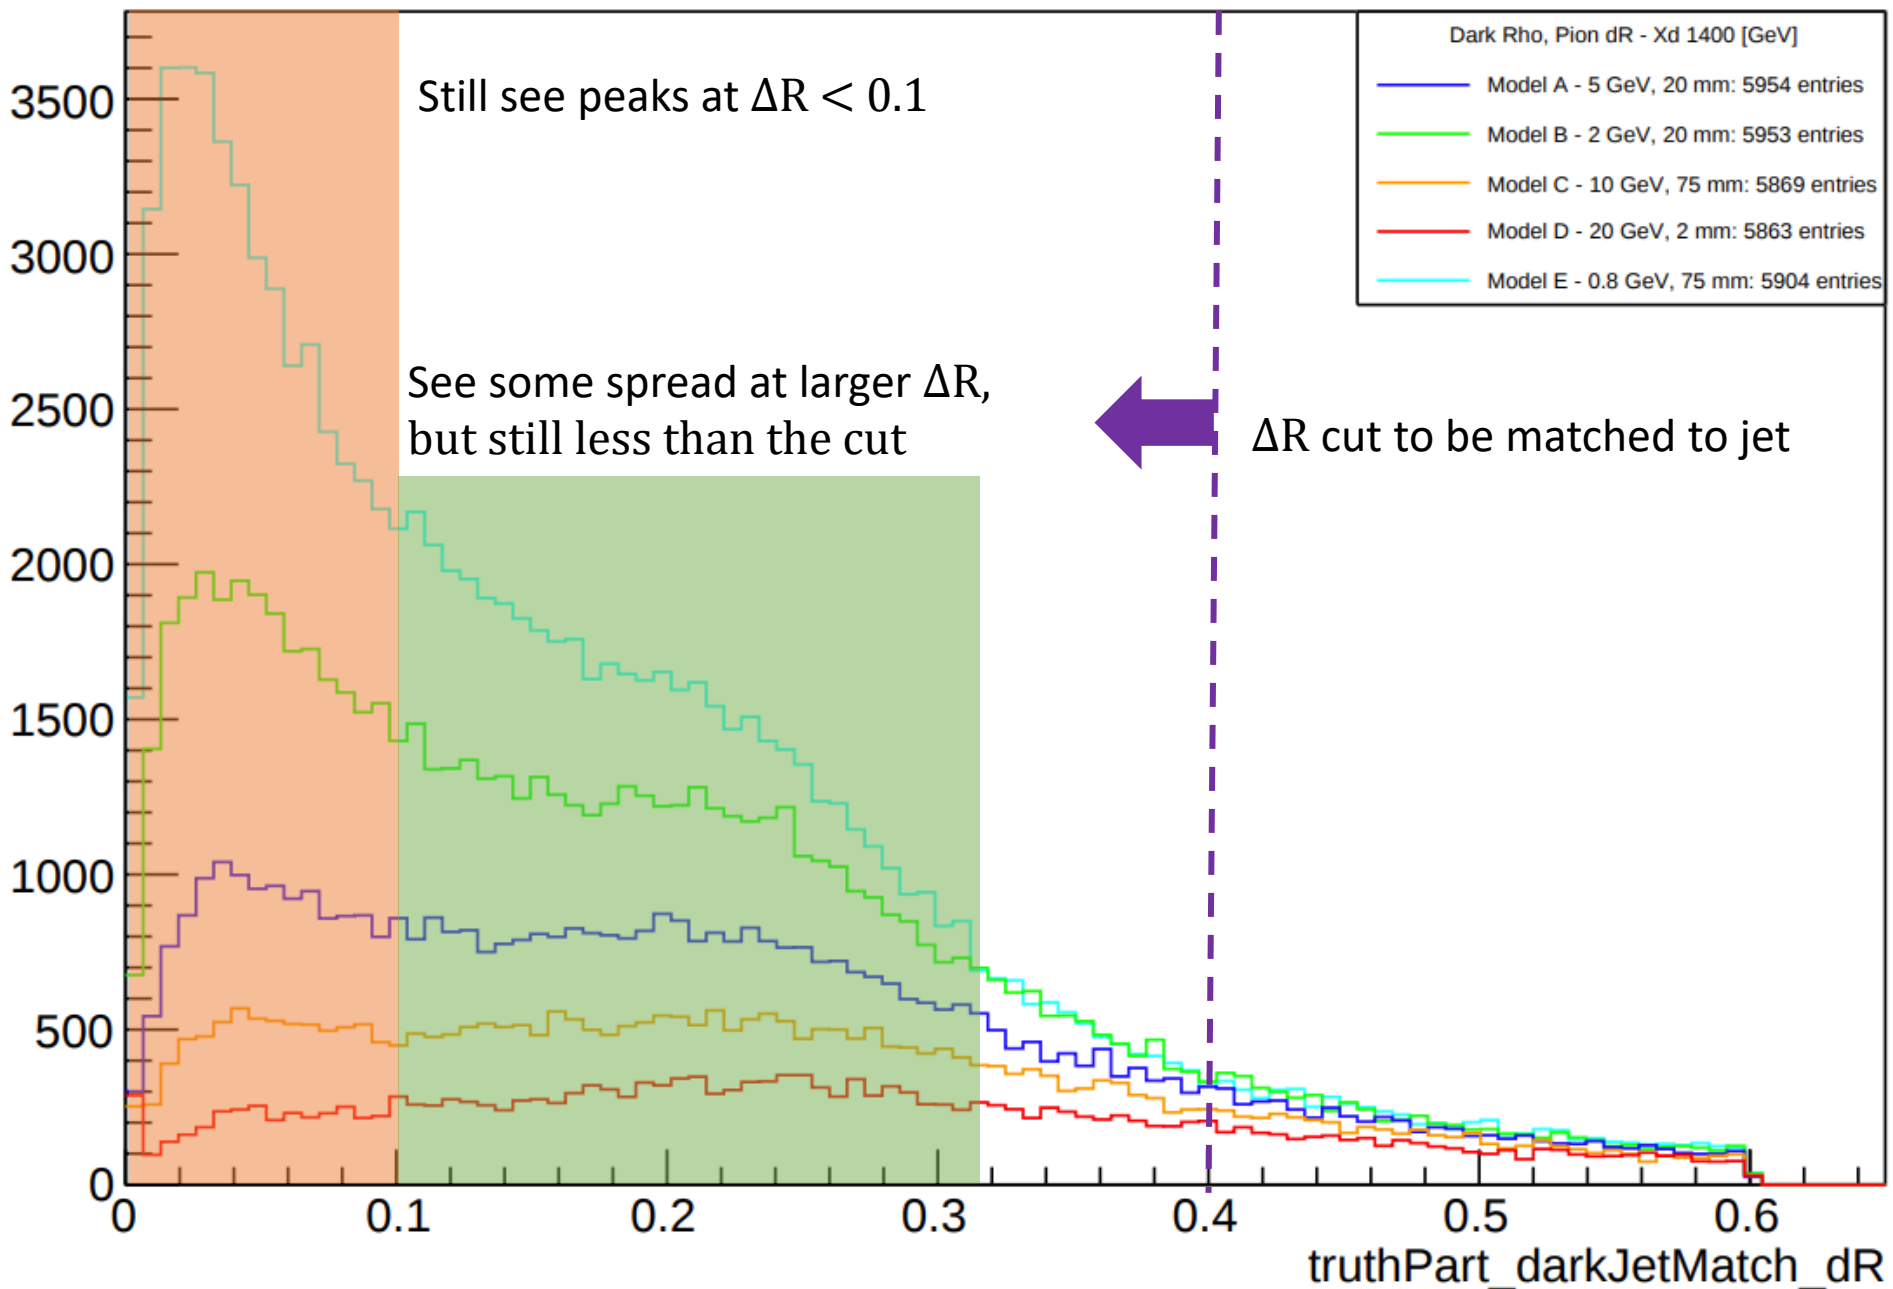 Still see peaks at ΔR < 0.1
Dark Rho, Pion dR - Xd 1400 [GeV]
Model A - 5 GeV, 20 mm: 5954 entries
Model B - 2 GeV, 20 mm: 5953 entries
Model C - 10 GeV, 75 mm: 5869 entries
Model D - 20 GeV, 2 mm: 5863 entries
Model E - 0.8 GeV, 75 mm: 5904 entries
See some spread at larger ΔR,
but still less than the cut
ΔR cut to be matched to jet
3500
3000
2500
2000
1500
1000
500
0
0 0.1 0.2 0.3 0.4 0.5 0.6
truthPart_darkJetMatch_dR